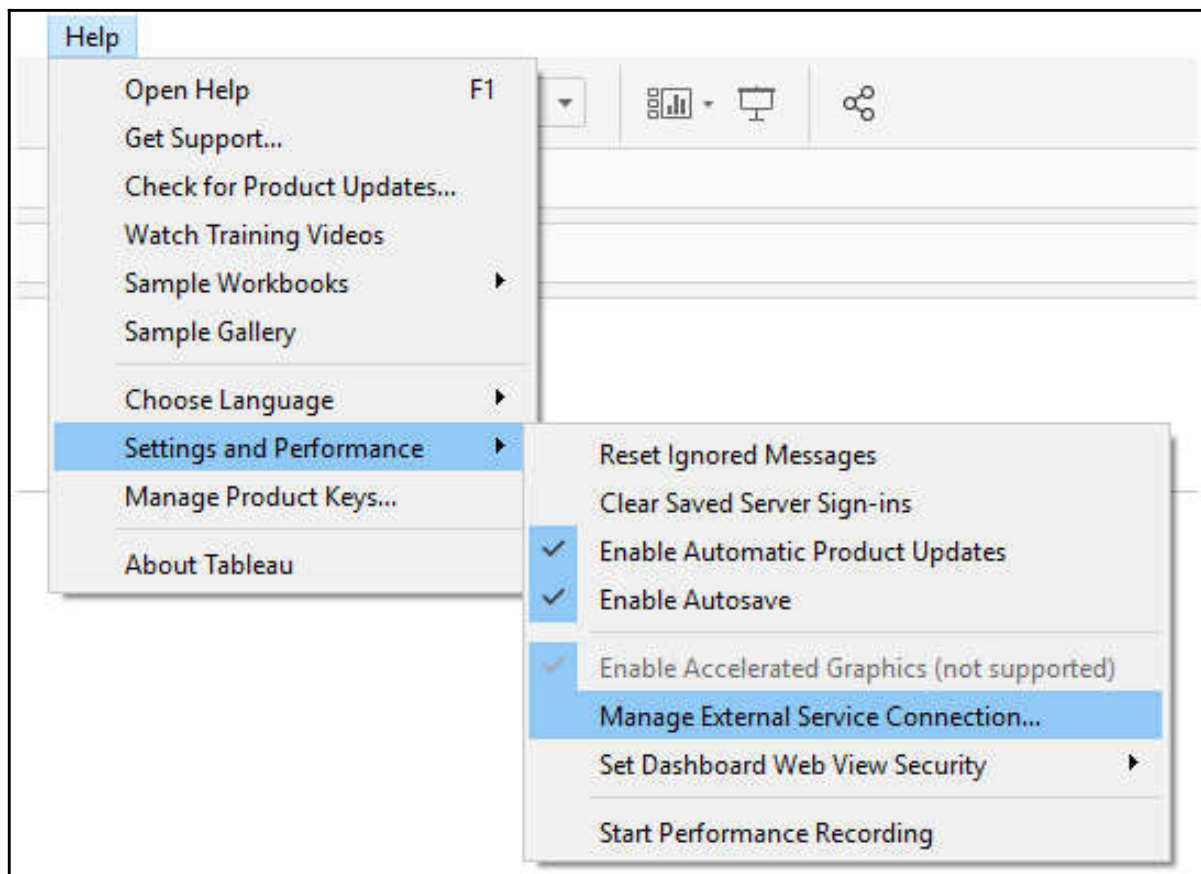 Help
Open Help F1
Get Support...
Check for Product Updates...
Watch Training Videos
Sample Workbooks
Sample Gallery
Choose Language
Settings and Performance
Manage Product Keys...
About Tableau
Reset Ignored Messages
Clear Saved Server Sign-ins
Enable Automatic Product Updates
Enable Autosave
Enable Accelerated Graphics (not supported)
Manage External Service Connection...
Set Dashboard Web View Security
Start Performance Recording